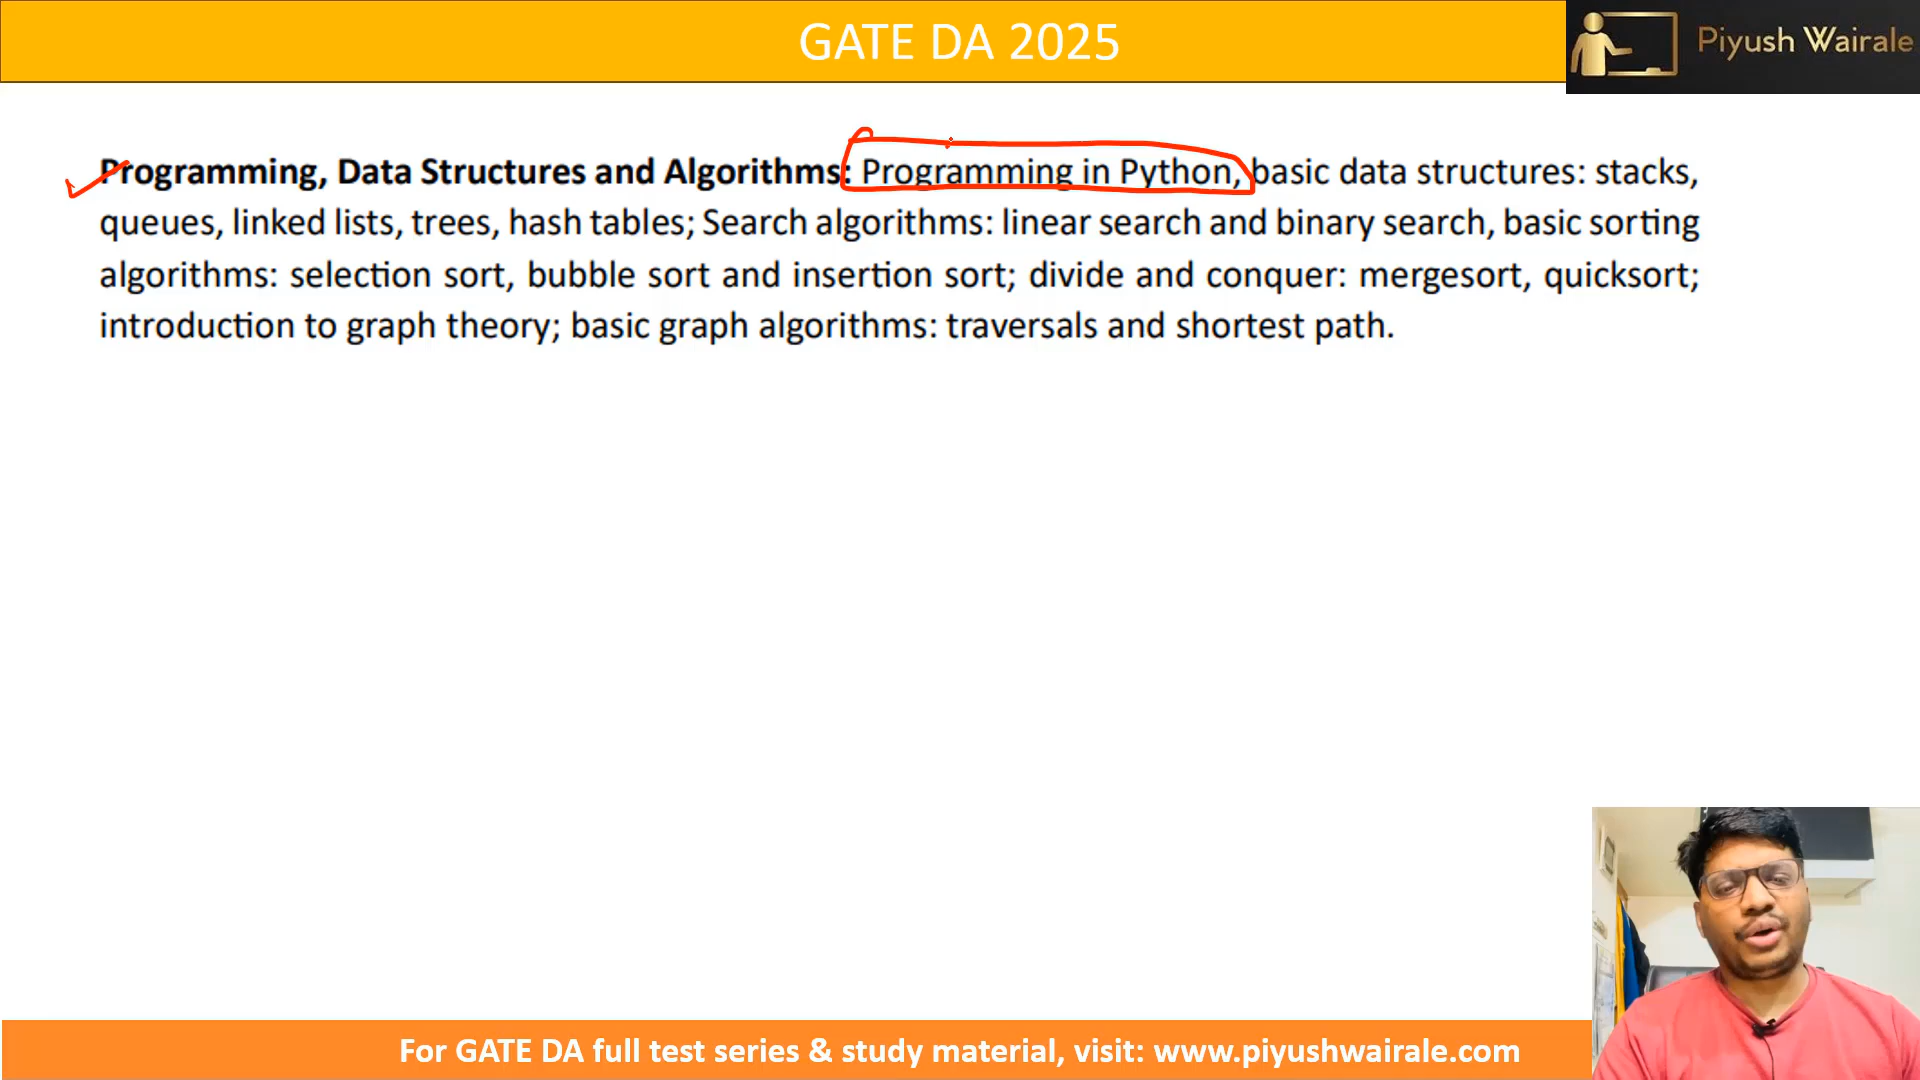 GATE DA 2025
Piyush Wairale
Programming, Data Structures and Algorithms: Programming in Python, basic data structures: stacks,
queues, linked lists, trees, hash tables; Search algorithms: linear search and binary search, basic sorting
algorithms: selection sort, bubble sort and insertion sort; divide and conquer: mergesort, quicksort;
introduction to graph theory; basic graph algorithms: traversals and shortest path.
For GATE DA full test series & study material, visit: www.piyushwairale.com